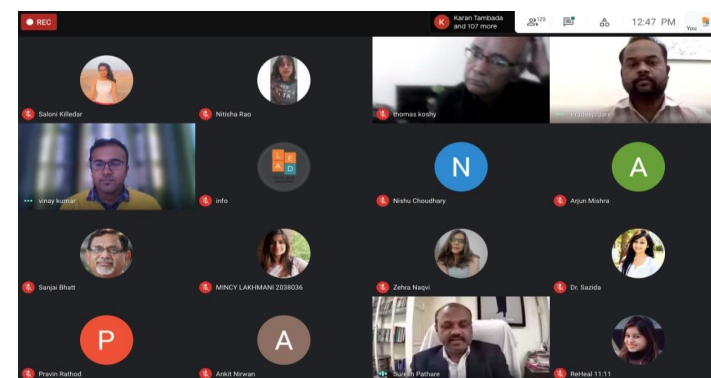 REC
K
Karan Tambada
and 107 more
125
12:47 PM
You
Saloni Killedar
Nitisha Rao
thomas koshy
vinay kumar
L E
A D
info
N
Nishu Choudhary
A
Arjun Mishra
Sanjai Bhatt
MINCY LAKHMANI 2038036
Zehra Naqvi
Dr. Sazida
P
Pravin Rathod
A
Ankit Nirwan
Suresh Pathare
ReHeal 11:11